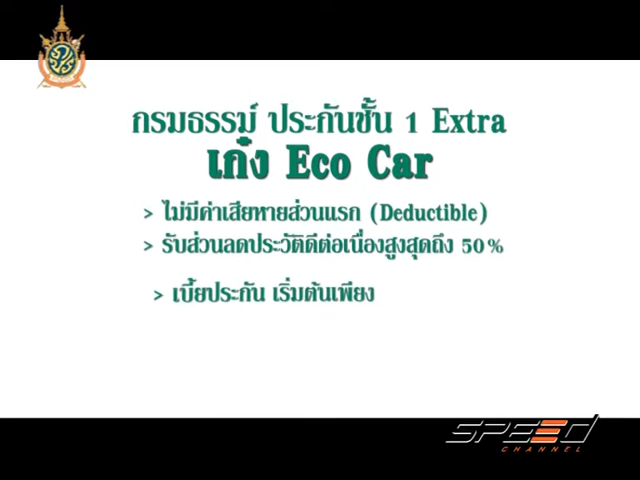 กรมธรรม์ ประกันชั้น 1 Extra
เก๋ง Eco Car
> ไม่มีค่าเสียหายส่วนแรก (Deductible)
> รับส่วนลดประวัติดีต่อเนื่องสูงสุดถึง 50%
> เบี้ยประกัน เริ่มต้นเพียง
SPEED
CHANNEL